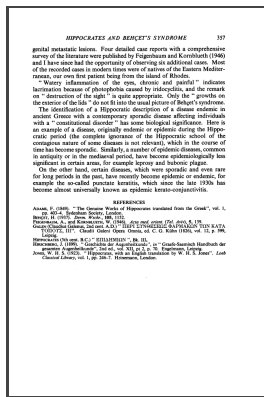 HIPPOCRATES AND BEHÇET'S SYNDROME 357
genital metastatic lesions. Four detailed case reports with a comprehensive
survey of the literature were published by Feigenbaum and Kornblüth (1946)
and I have since had the opportunity of observing six additional cases. Most
of the recorded cases in modern times were of natives of the Eastern Mediter-
ranean, our own first patient being from the island of Rhodes.
" Watery inflammation of the eyes, chronic and painful " indicates
lacrimation because of photophobia caused by iridocyclitis, and the remark
on " destruction of the sight " is quite appropriate. Only the " growths on
the exterior of the lids " do not fit into the usual picture of Behçet's syndrome.
The identification of a Hippocratic description of a disease endemic in
ancient Greece with a contemporary sporadic disease affecting individuals
with a " constitutional disorder " has some biological significance. Here is
an example of a disease, originally endemic or epidemic during the Hippo-
cratic period (the complete ignorance of the Hippocratic school of the
contagious nature of some diseases is not relevant), which in the course of
time has become sporadic. Similarly, a number of epidemic diseases, common
in antiquity or in the mediaeval period, have become epidemiologically less
significant in certain areas, for example leprosy and bubonic plague.
On the other hand, certain diseases, which were sporadic and even rare
for long periods in the past, have recently become epidemic or endemic, for
example the so-called punctate keratitis, which since the late 1930s has
become almost universally known as epidemic kerato-conjunctivitis.
REFERENCES
ADAMS, F. (1849). " The Genuine Works of Hippocrates translated from the Greek", vol. 1,
pp. 403-4. Sydenham Society, London.
BEHÇET, H. (1937). Derm. Wschr., 105, 1152.
FEIGENBAUM, A., and KORNBLÜTH, W. (1946). Acta med. orient. (Tel. Aviv), 5, 139.
GALEN (Claudius Galenus, 2nd cent. A.D.) " ΠΕΡΙ ΣΥΝΘΕΣΕΩΣ ΦΑΡΜΑΚΩΝ ΤΩΝ ΚΑΤΑ
ΤΟΠΟΥΣ, III". Claudii Galeni Opera Omnia, ed. C. G. Kühn (1826), vol. 12, p. 599,
Leipzig.
HIPPOCRATES (5th cent. B.C.) " ΕΠΙΔΗΜΙΩΝ ", Bk. III.
HIRSCHBERG, J. (1899). " Geschichte der Augenheilkunde", in " Graefe-Saemisch Handbuch der
gesamten Augenheilkunde", 2nd ed., vol. XII, pt 2, p. 70. Engelmann, Leipzig.
JONES, W. H. S. (1923). " Hippocrates, with an English translation by W. H. S. Jones". Loeb
Classical Library, vol. 1, pp. 246-7. Heinemann, London.